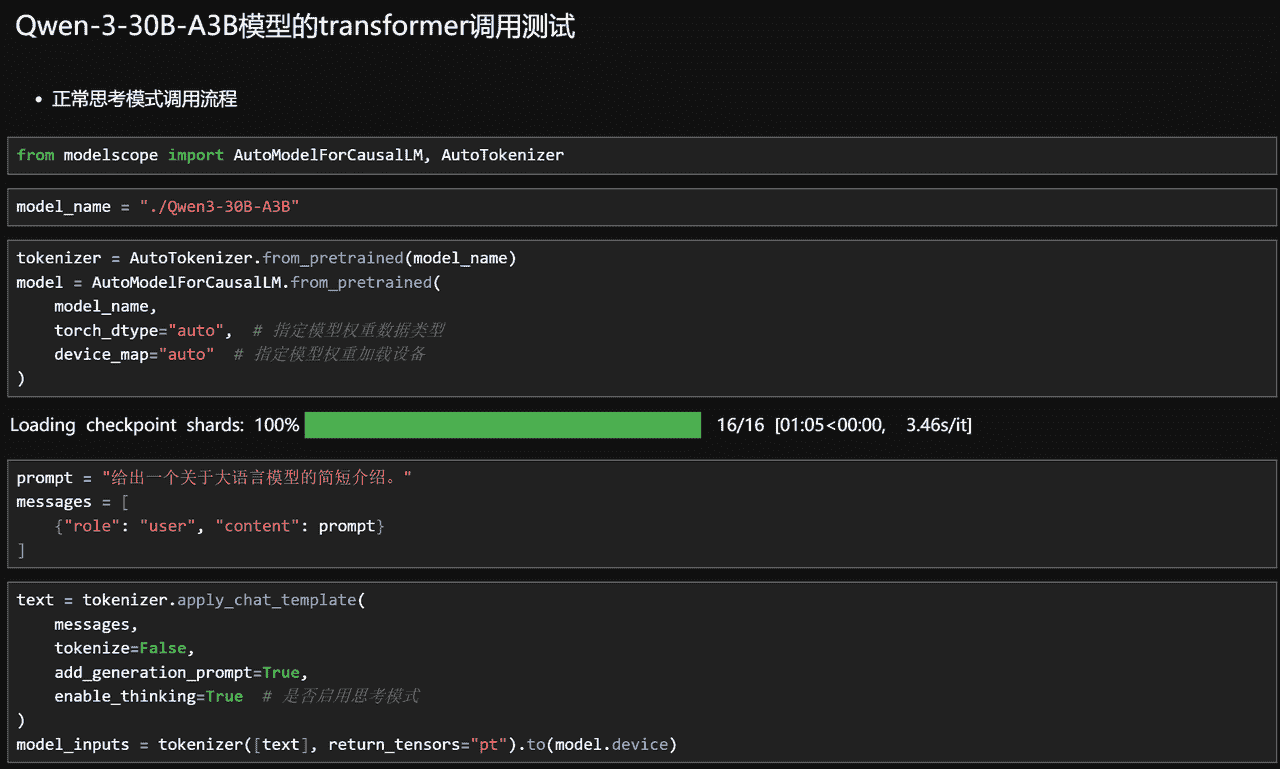 Qwen-3-30B-A3B模型的transformer调用测试
• 正常思考模式调用流程
from modelscope import AutoModelForCausalLM, AutoTokenizer
model_name = "./Qwen3-30B-A3B"
tokenizer = AutoTokenizer.from_pretrained(model_name)
model = AutoModelForCausalLM.from_pretrained(
    model_name,
    torch_dtype="auto",  # 指定模型权重数据类型
    device_map="auto"  # 指定模型权重加载设备
)
Loading checkpoint shards: 100% 16/16 [01:05<00:00, 3.46s/it]
prompt = "给出一个关于大语言模型的简短介绍。"
messages = [
    {"role": "user", "content": prompt}
]
text = tokenizer.apply_chat_template(
    messages,
    tokenize=False,
    add_generation_prompt=True,
    enable_thinking=True  # 是否启用思考模式
)
model_inputs = tokenizer([text], return_tensors="pt").to(model.device)